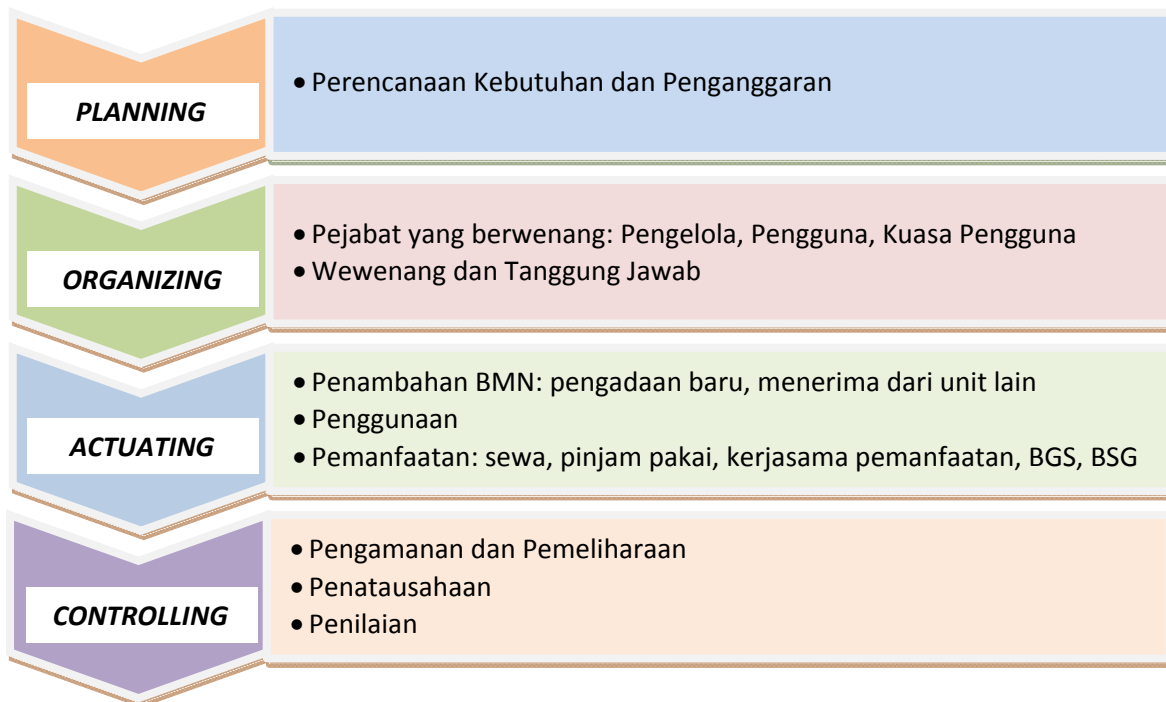 PLANNING
• Perencanaan Kebutuhan dan Penganggaran
ORGANIZING
• Pejabat yang berwenang: Pengelola, Pengguna, Kuasa Pengguna
• Wewenang dan Tanggung Jawab
ACTUATING
• Penambahan BMN: pengadaan baru, menerima dari unit lain
• Penggunaan
• Pemanfaatan: sewa, pinjam pakai, kerjasama pemanfaatan, BGS, BSG
CONTROLLING
• Pengamanan dan Pemeliharaan
• Penatausahaan
• Penilaian